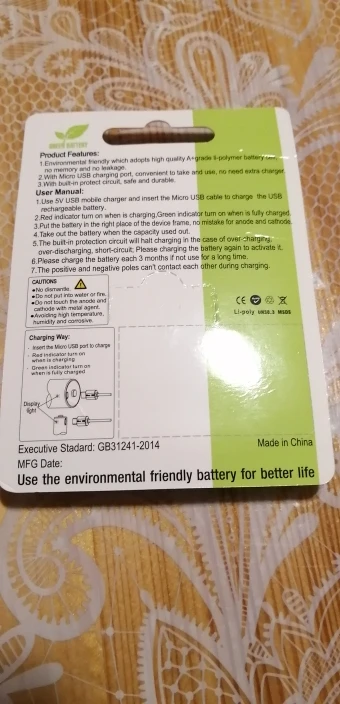 GREEN BATTERY
Product Features:
1.Environmental friendly which adopts high quality A+grade li-polymer battery cell,
no memory and no leakage.
2.With Micro USB charging port, convenient to take and use, no need extra charger.
3.With built-in protect circuit, safe and durable.
User Manual:
1.Use 5V USB mobile charger and insert the Micro USB cable to charge the USB
rechargeable battery.
2.Red indicator turn on when is charging,Green indicator turn on when is fully charged.
3.Put the battery in the right place of the device frame, no mistake for anode and cathode.
4.Take out the battery when the capacity used out.
5.The built-in protection circuit will halt charging in the case of over-charging,
over-discharging, short-circuit; Please charging the battery again to activate it.
6.Please charge the battery each 3 months if not use for a long time.
7.The positive and negative poles can't contact each other during charging.
CAUTIONS
●No dismantle.
●Do not put into water or fire.
●Do not touch the anode and
cathode with metal agent.
●Avoiding high temperature,
humidity and corrosive.
CE
Li-poly UN38.3 MSDS
Charging Way:
· Insert the Micro USB port to charge
· Red indicator turn on
when is charging
· Green indicator turn on
when is fully charged
Display
light
Executive Stadard: GB31241-2014
Made in China
MFG Date:
Use the environmental friendly battery for better life